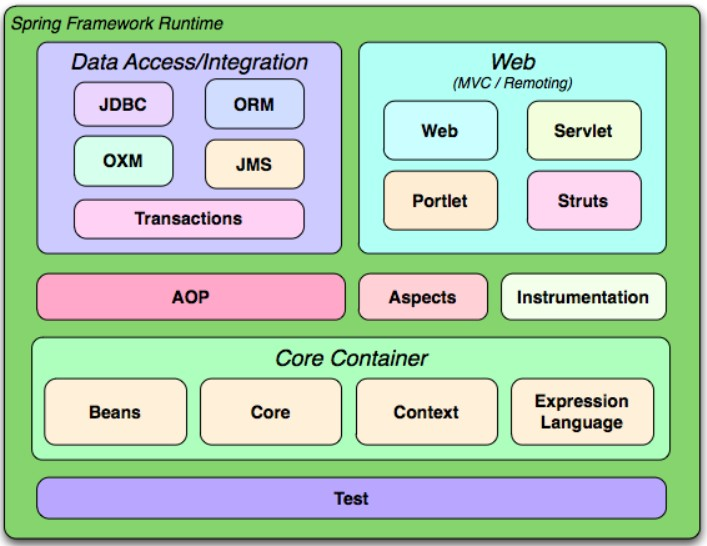 Spring Framework Runtime
Data Access/Integration
JDBC
ORM
OXM
JMS
Transactions
Web
(MVC / Remoting)
Web
Servlet
Portlet
Struts
AOP
Aspects
Instrumentation
Core Container
Beans
Core
Context
Expression
Language
Test